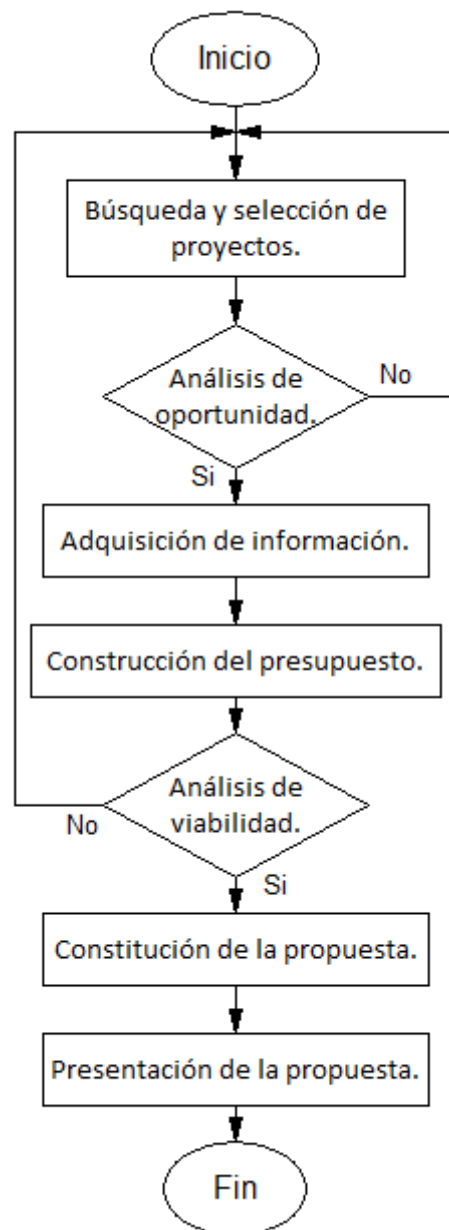 Inicio
Búsqueda y selección de
proyectos.
Análisis de
oportunidad.
No
Si
Adquisición de información.
Construcción del presupuesto.
Análisis de
viabilidad.
No
Si
Constitución de la propuesta.
Presentación de la propuesta.
Fin